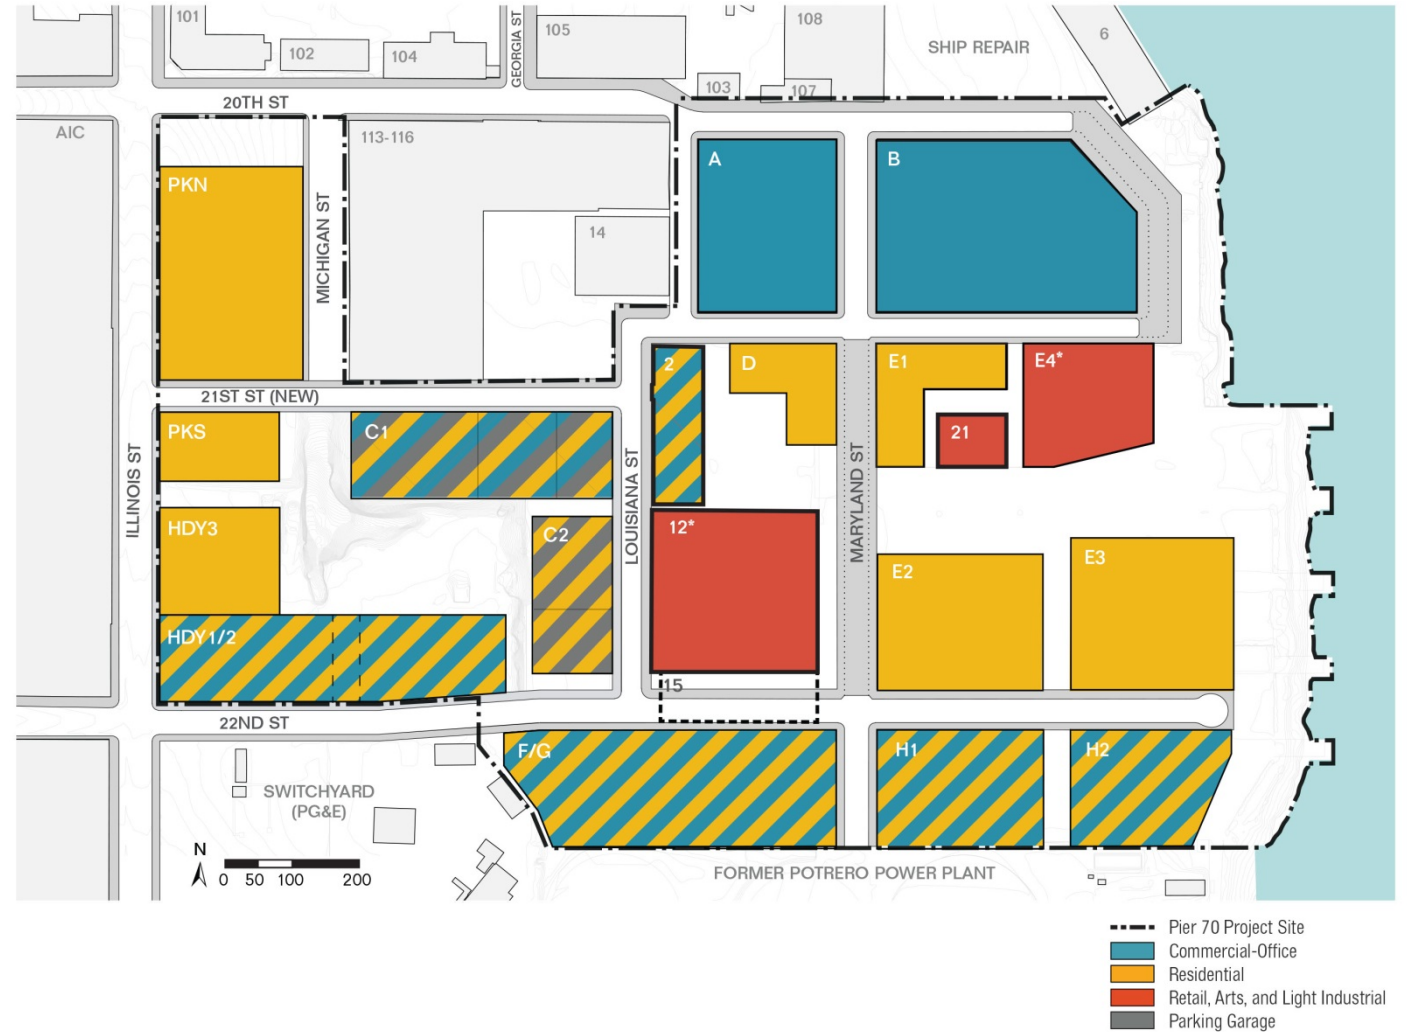 101
102
104
GEORGIA ST
105
108
SHIP REPAIR
6
103
107
20TH ST
AIC
113-116
A
B
PKN
MICHIGAN ST
14
21ST ST (NEW)
2
D
E1
E4*
PKS
C1
21
ILLINOIS ST
LOUISIANA ST
MARYLAND ST
HDY3
C2
12*
E2
E3
HDY1/2
15
22ND ST
F/G
H1
H2
SWITCHYARD
(PG&E)
N
0 50 100 200
FORMER POTRERO POWER PLANT
Pier 70 Project Site
Commercial-Office
Residential
Retail, Arts, and Light Industrial
Parking Garage